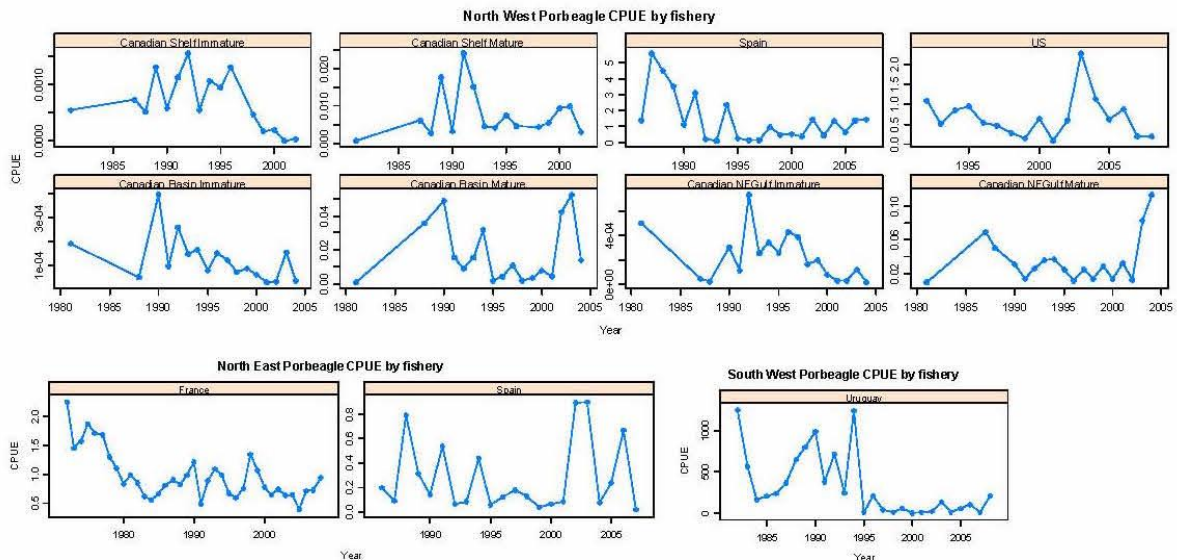 North West Porbeagle CPUE by fishery
Canadian Shelf Immature Canadian Shelf Mature Spain US
0.0000 0.0010
0.000 0.010 0.020
0 1 2 3 4 5
0.0 0.5 1.0 1.5 2.0
1985 1990 1995 2000 1985 1990 1995 2000 1990 1995 2000 2005 1995 2000 2005
CPUE
Canadian Basin Immature Canadian Basin Mature Canadian NFGulf Immature Canadian NFGulf Mature
1e-04 3e-04
0.00 0.02 0.04
0e+00 4e-04
0.02 0.06 0.10
1980 1985 1990 1995 2000 2005 1980 1985 1990 1995 2000 2005 1980 1985 1990 1995 2000 2005 1980 1985 1990 1995 2000 2005
Year
North East Porbeagle CPUE by fishery
France Spain
CPUE
0.5 1.0 1.5 2.0
0.0 0.2 0.4 0.6 0.8
1980 1990 2000 1990 1995 2000 2005
Year
South West Porbeagle CPUE by fishery
Uruguay
CPUE
0 500 1000
1985 1990 1995 2000 2005
Year